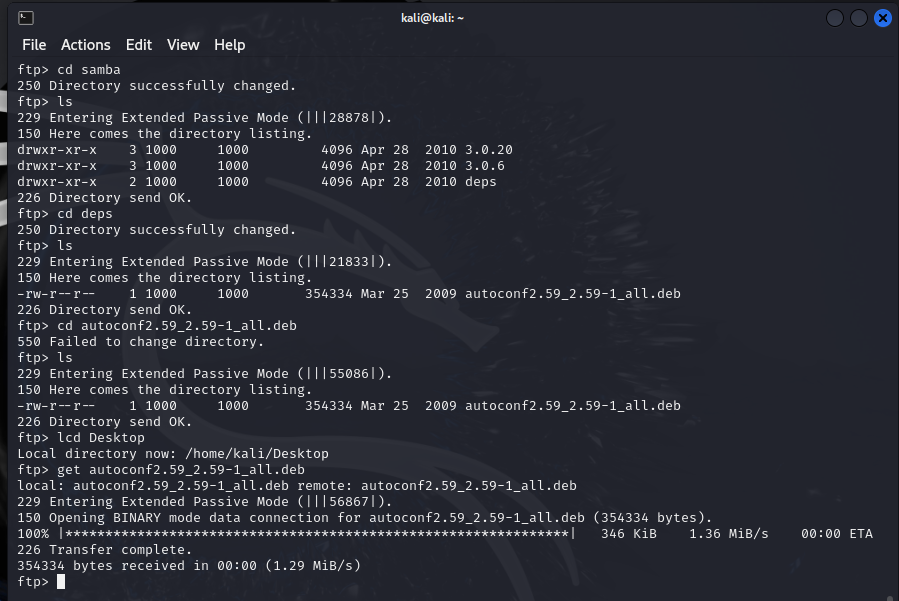 kali@kali: ~
File Actions Edit View Help
ftp> cd samba
250 Directory successfully changed.
ftp> ls
229 Entering Extended Passive Mode (|||28878|).
150 Here comes the directory listing.
drwxr-xr-x    3 1000     1000         4096 Apr 28  2010 3.0.20
drwxr-xr-x    3 1000     1000         4096 Apr 28  2010 3.0.6
drwxr-xr-x    2 1000     1000         4096 Apr 28  2010 deps
226 Directory send OK.
ftp> cd deps
250 Directory successfully changed.
ftp> ls
229 Entering Extended Passive Mode (|||21833|).
150 Here comes the directory listing.
-rw-r--r--    1 1000     1000       354334 Mar 25  2009 autoconf2.59_2.59-1_all.deb
226 Directory send OK.
ftp> cd autoconf2.59_2.59-1_all.deb
550 Failed to change directory.
ftp> ls
229 Entering Extended Passive Mode (|||55086|).
150 Here comes the directory listing.
-rw-r--r--    1 1000     1000       354334 Mar 25  2009 autoconf2.59_2.59-1_all.deb
226 Directory send OK.
ftp> lcd Desktop
Local directory now: /home/kali/Desktop
ftp> get autoconf2.59_2.59-1_all.deb
local: autoconf2.59_2.59-1_all.deb remote: autoconf2.59_2.59-1_all.deb
229 Entering Extended Passive Mode (|||56867|).
150 Opening BINARY mode data connection for autoconf2.59_2.59-1_all.deb (354334 bytes).
100% |***************************************************************|   346 KiB    1.36 MiB/s    00:00 ETA
226 Transfer complete.
354334 bytes received in 00:00 (1.29 MiB/s)
ftp>